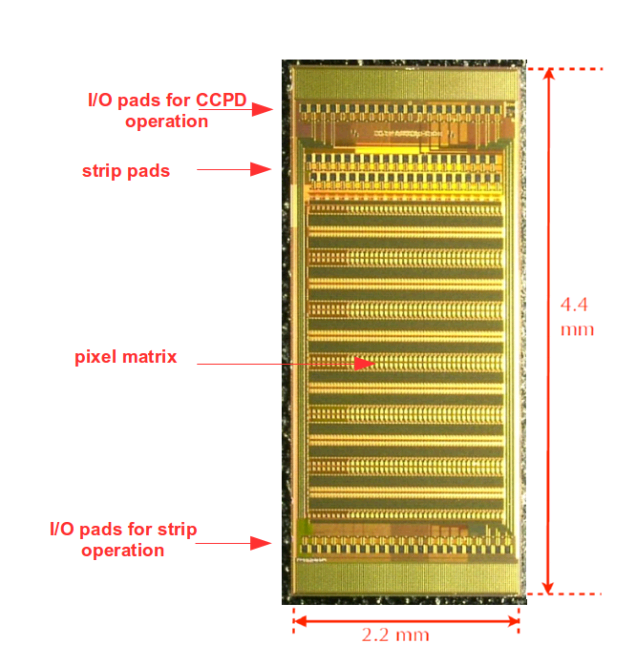 I/O pads for CCPD
operation
strip pads
4.4
mm
pixel matrix
I/O pads for strip
operation
2.2 mm